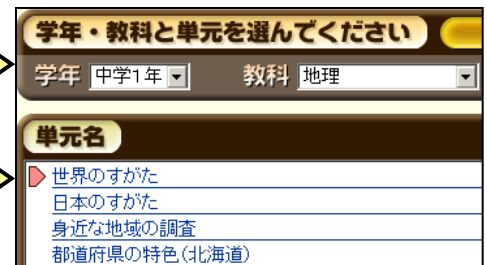 学年・教科と単元を選んでください
学年 中学1年 教科 地理
単元名
世界のすがた
日本のすがた
身近な地域の調査
都道府県の特色(北海道)